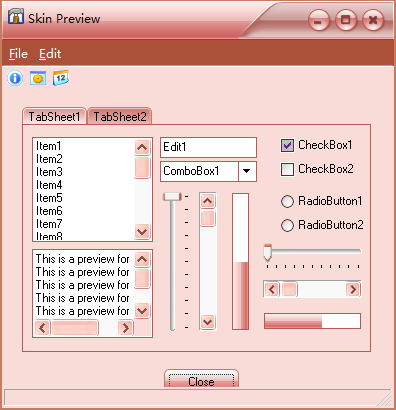 Skin Preview
File Edit
12
TabSheet1 TabSheet2
Item1
Item2
Item3
Item4
Item5
Item6
Item7
Item8
Edit1
ComboBox1
CheckBox1
CheckBox2
RadioButton1
RadioButton2
This is a preview for
This is a preview for
This is a preview for
This is a preview for
This is a preview for
Close